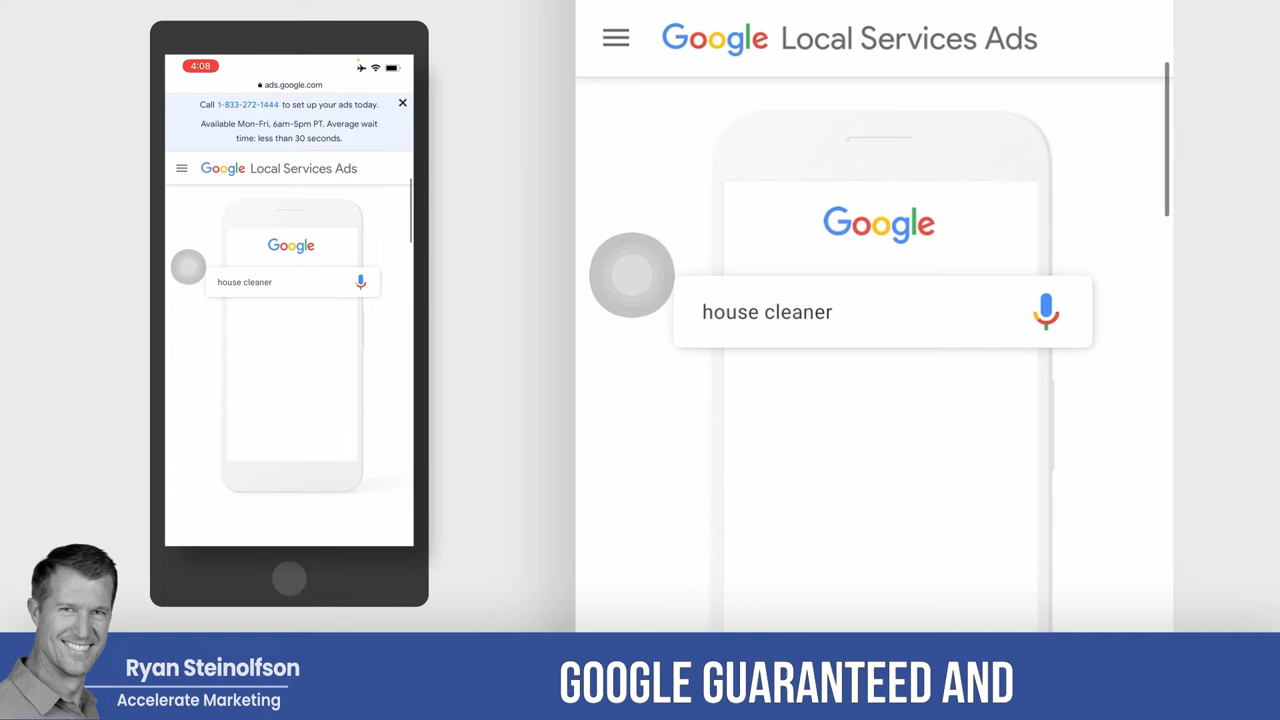 4:08
ads.google.com
Call 1-833-272-1444 to set up your ads today.
Available Mon-Fri, 6am-5pm PT. Average wait
time: less than 30 seconds.
Google Local Services Ads
Google
house cleaner
Google Local Services Ads
Google
house cleaner
Ryan Steinolfson
Accelerate Marketing
GOOGLE GUARANTEED AND